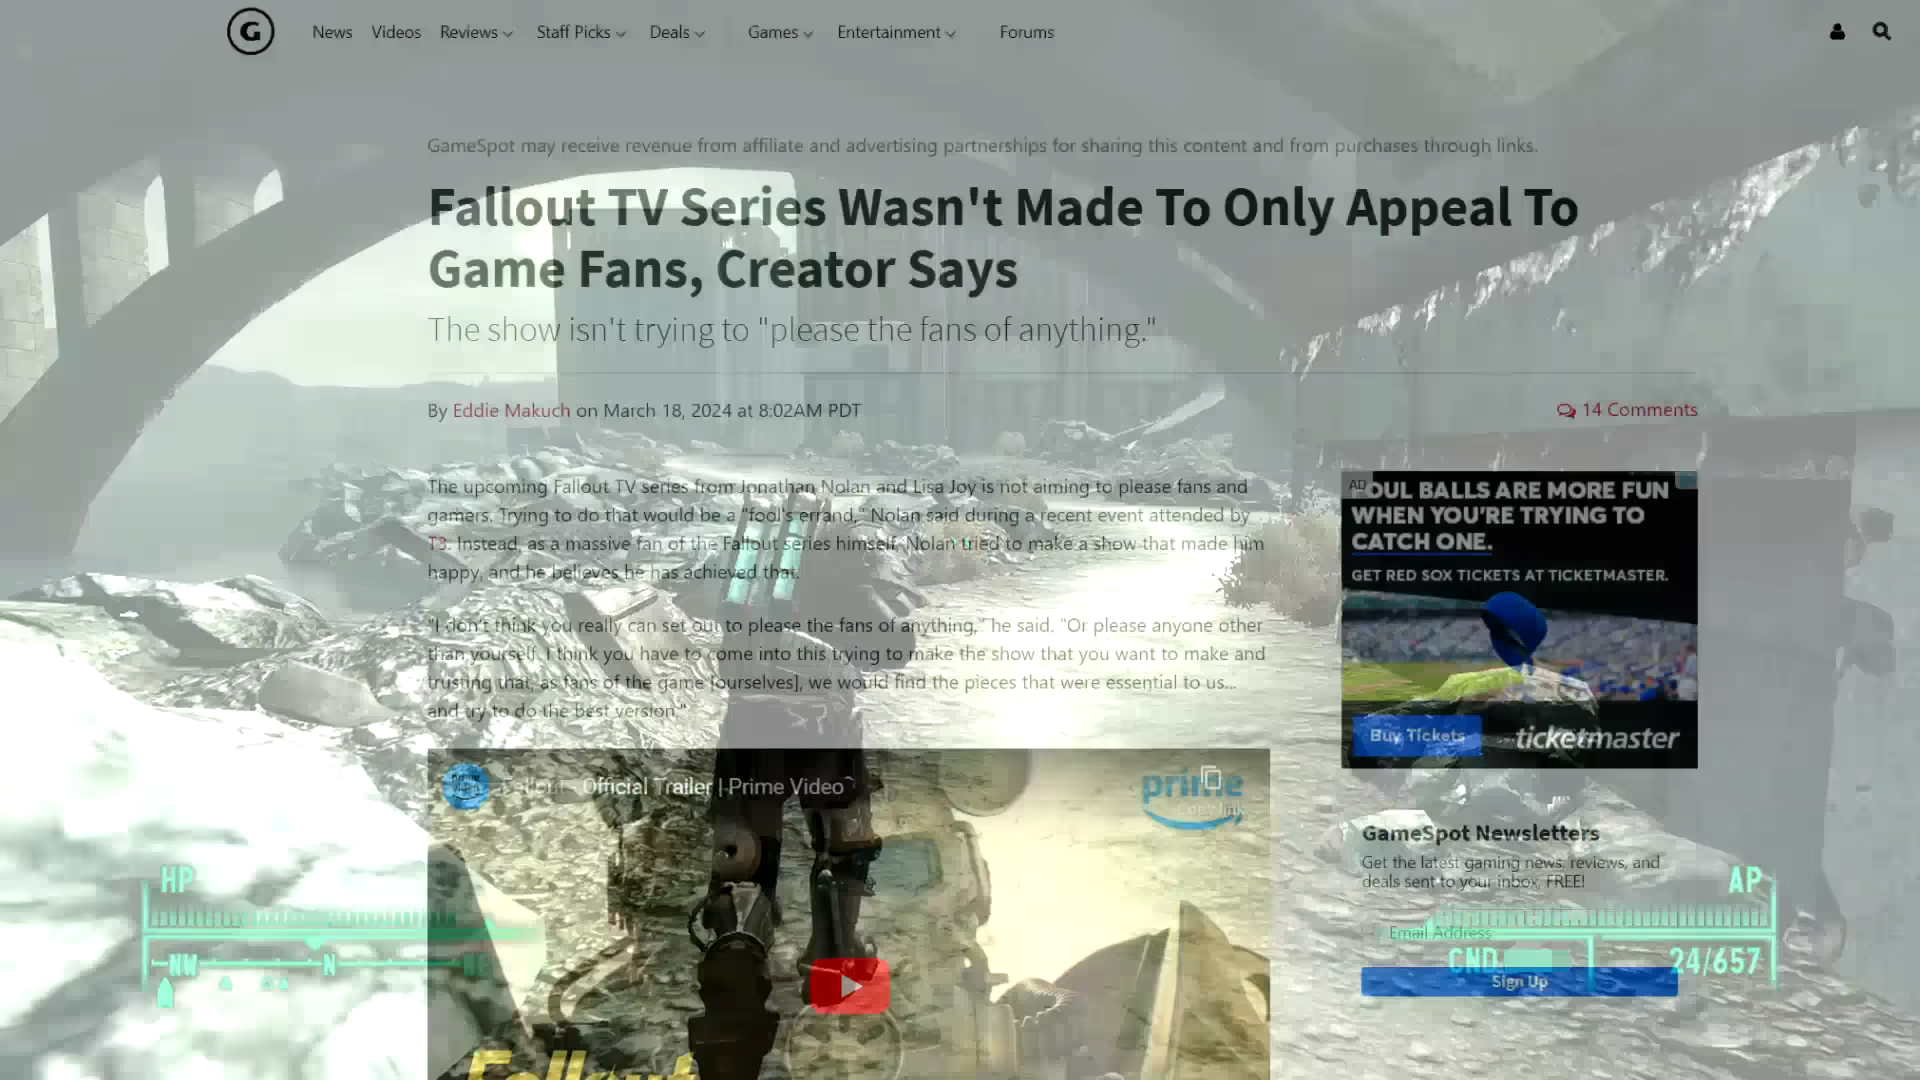 G
News Videos Reviews Staff Picks Deals Games Entertainment Forums
GameSpot may receive revenue from affiliate and advertising partnerships for sharing this content and from purchases through links.
Fallout TV Series Wasn't Made To Only Appeal To
Game Fans, Creator Says
The show isn't trying to "please the fans of anything."
By Eddie Makuch on March 18, 2024 at 8:02AM PDT
14 Comments
The upcoming Fallout TV series from Jonathan Nolan and Lisa Joy is not aiming to please fans and
gamers. Trying to do that would be a "fool's errand," Nolan said during a recent event attended by
T3. Instead, as a massive fan of the Fallout series himself, Nolan tried to make a show that made him
happy, and he believes he has achieved that.
"I don't think you really can set out to please the fans of anything," he said. "Or please anyone other
than yourself. I think you have to come into this trying to make the show that you want to make and
trusting that, as fans of the game [ourselves], we would find the pieces that were essential to us...
and try to do the best version."
AD
OUL BALLS ARE MORE FUN
WHEN YOU'RE TRYING TO
CATCH ONE.
GET RED SOX TICKETS AT TICKETMASTER.
Buy Tickets
ticketmaster
Fallout - Official Trailer | Prime Video
prime
Copy link
Fallout
GameSpot Newsletters
Get the latest gaming news, reviews, and
deals sent to your inbox, FREE!
Email Address
Sign Up
HP
NW N NE
AP
CND 24/657